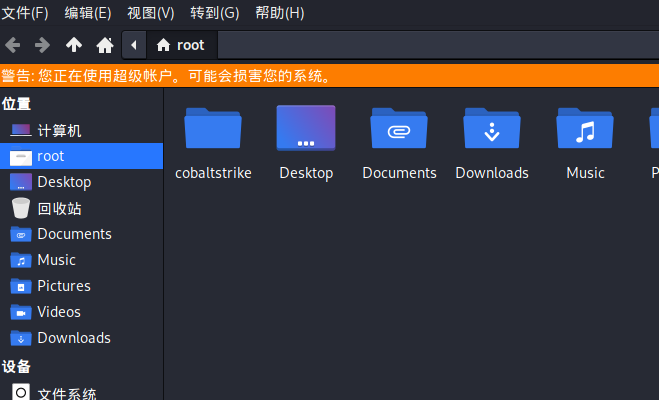 文件(F) 编辑(E) 视图(V) 转到(G) 帮助(H)
root
警告: 您正在使用超级帐户。可能会损害您的系统。
位置
计算机
root
Desktop
回收站
Documents
Music
Pictures
Videos
Downloads
设备
文件系统
cobaltstrike Desktop Documents Downloads Music P